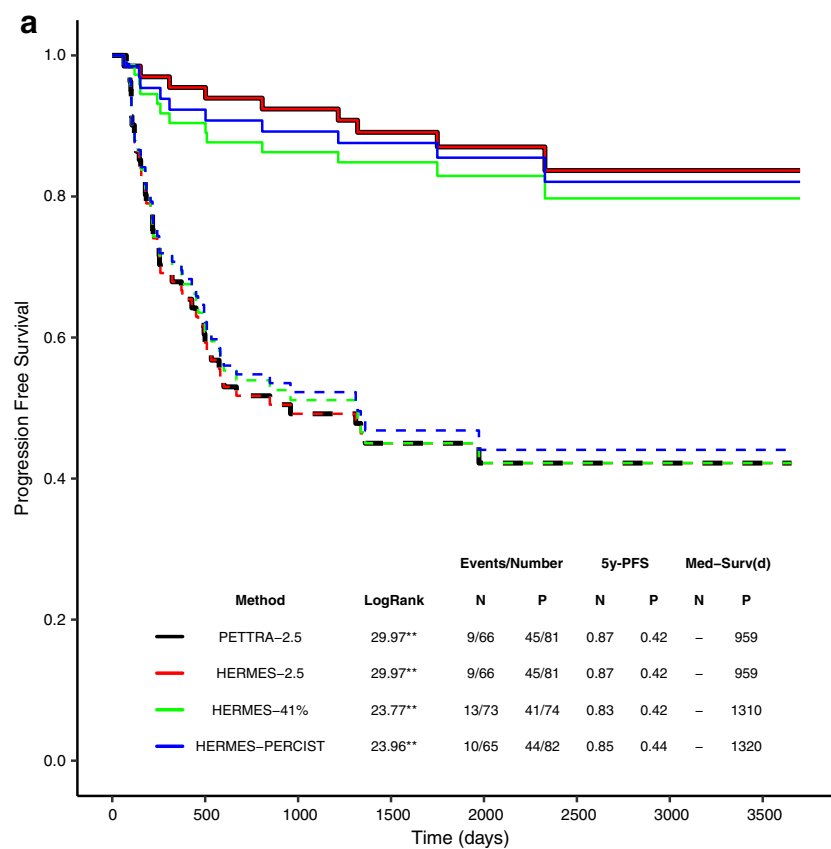 a
1.0
0.8
0.6
0.4
0.2
0.0
Progression Free Survival
Events/Number 5y-PFS Med-Surv(d)
Method LogRank N P N P N P
PETTRA-2.5 29.97** 9/66 45/81 0.87 0.42 – 959
HERMES-2.5 29.97** 9/66 45/81 0.87 0.42 – 959
HERMES-41% 23.77** 13/73 41/74 0.83 0.42 – 1310
HERMES-PERCIST 23.96** 10/65 44/82 0.85 0.44 – 1320
0 500 1000 1500 2000 2500 3000 3500
Time (days)